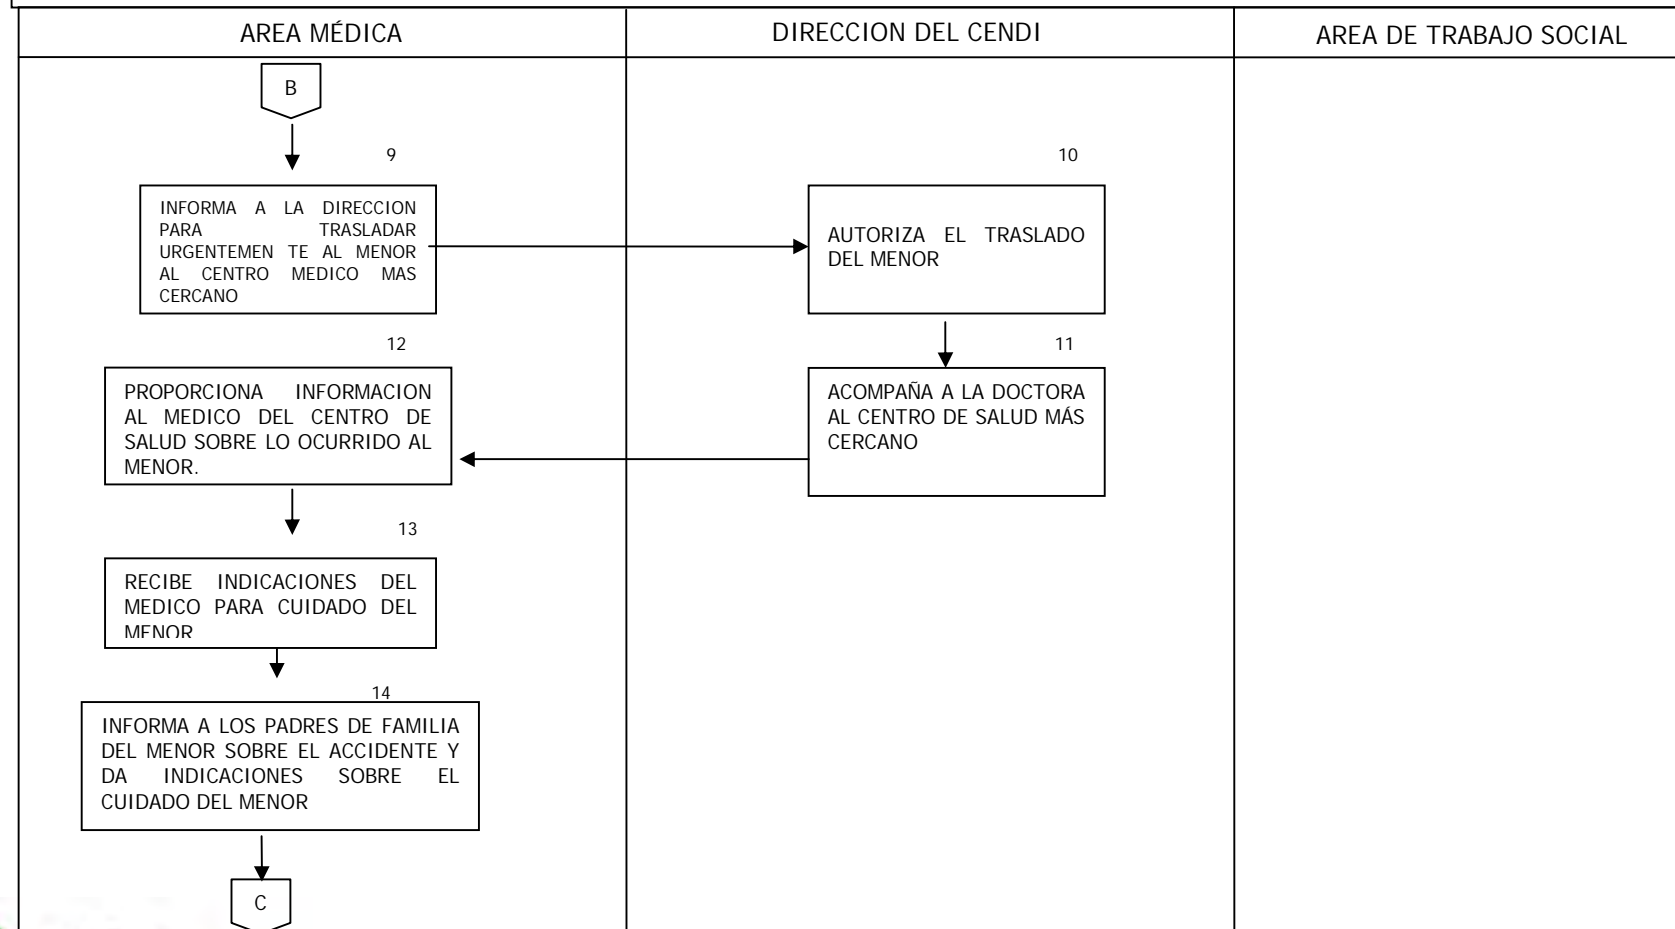 AREA MÉDICA
DIRECCION DEL CENDI
AREA DE TRABAJO SOCIAL
B
9
INFORMA A LA DIRECCION
PARA TRASLADAR
URGENTEMEN TE AL MENOR
AL CENTRO MEDICO MAS
CERCANO
10
AUTORIZA EL TRASLADO
DEL MENOR
11
ACOMPAÑA A LA DOCTORA
AL CENTRO DE SALUD MÁS
CERCANO
12
PROPORCIONA INFORMACION
AL MEDICO DEL CENTRO DE
SALUD SOBRE LO OCURRIDO AL
MENOR.
13
RECIBE INDICACIONES DEL
MEDICO PARA CUIDADO DEL
MENOR
14
INFORMA A LOS PADRES DE FAMILIA
DEL MENOR SOBRE EL ACCIDENTE Y
DA INDICACIONES SOBRE EL
CUIDADO DEL MENOR
C